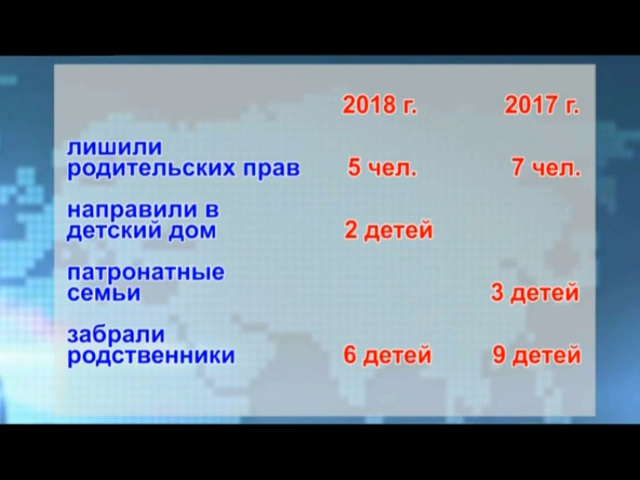 2018 г. 2017 г.
лишили
родительских прав 5 чел. 7 чел.
направили в
детский дом 2 детей
патронатные
семьи 3 детей
забрали
родственники 6 детей 9 детей